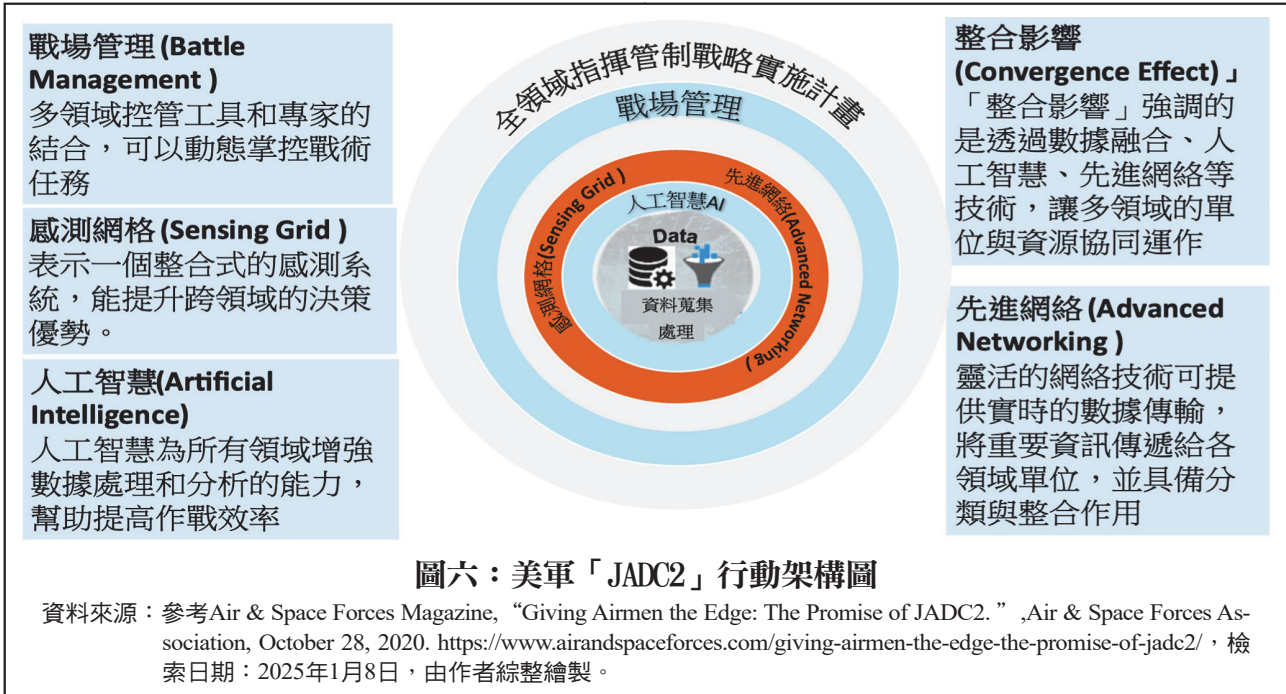 戰場管理(Battle
Management )
多領域控管工具和專家的
結合，可以動態掌控戰術
任務
感測網格(Sensing Grid )
表示一個整合式的感測系
統，能提升跨領域的決策
優勢。
人工智慧(Artificial
Intelligence)
人工智慧為所有領域增強
數據處理和分析的能力，
幫助提高作戰效率
全領域指揮管制戰略實施計畫
戰場管理
感測網格(Sensing Grid )
先進網絡(Advanced Networking )
人工智慧AI
Data
資料蒐集
處理
整合影響
(Convergence Effect)」
「整合影響」強調的
是透過數據融合、人
工智慧、先進網絡等
技術，讓多領域的單
位與資源協同運作
先進網絡(Advanced
Networking )
靈活的網絡技術可提
供實時的數據傳輸，
將重要資訊傳遞給各
領域單位，並具備分
類與整合作用
圖六：美軍「JADC2」行動架構圖
資料來源：參考Air & Space Forces Magazine, “Giving Airmen the Edge: The Promise of JADC2. ” ,Air & Space Forces As-
sociation, October 28, 2020. https://www.airandspaceforces.com/giving-airmen-the-edge-the-promise-of-jadc2/，檢
索日期：2025年1月8日，由作者綜整繪製。